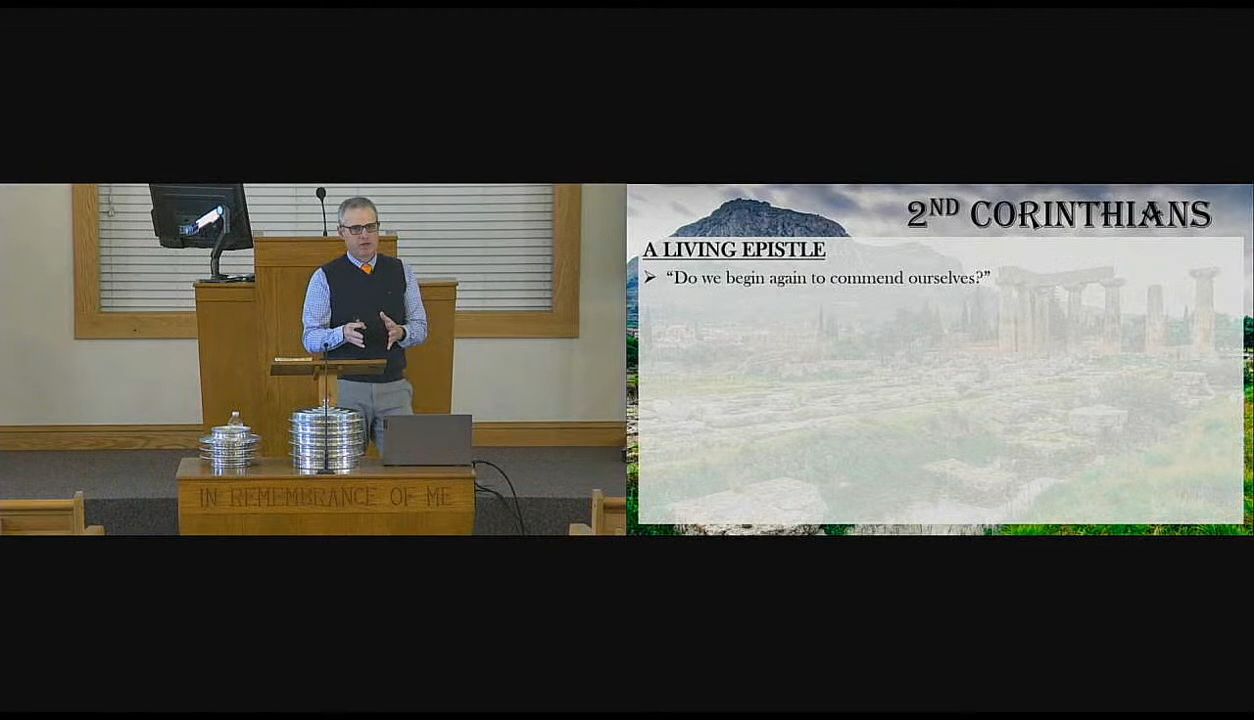 IN REMEMBRANCE OF ME
2ND CORINTHIANS
A LIVING EPISTLE
➢ "Do we begin again to commend ourselves?"